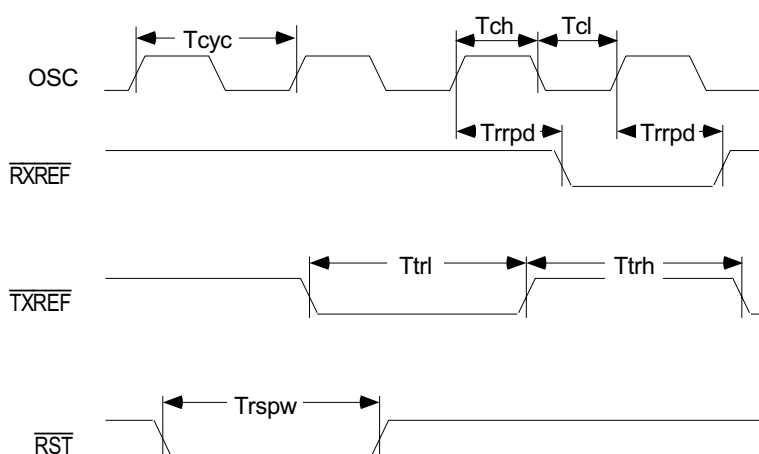 Tcyc Tch Tcl
OSC
Trrpd Trrpd
RXREF
Ttrl Ttrh
TXREF
Trspw
RST